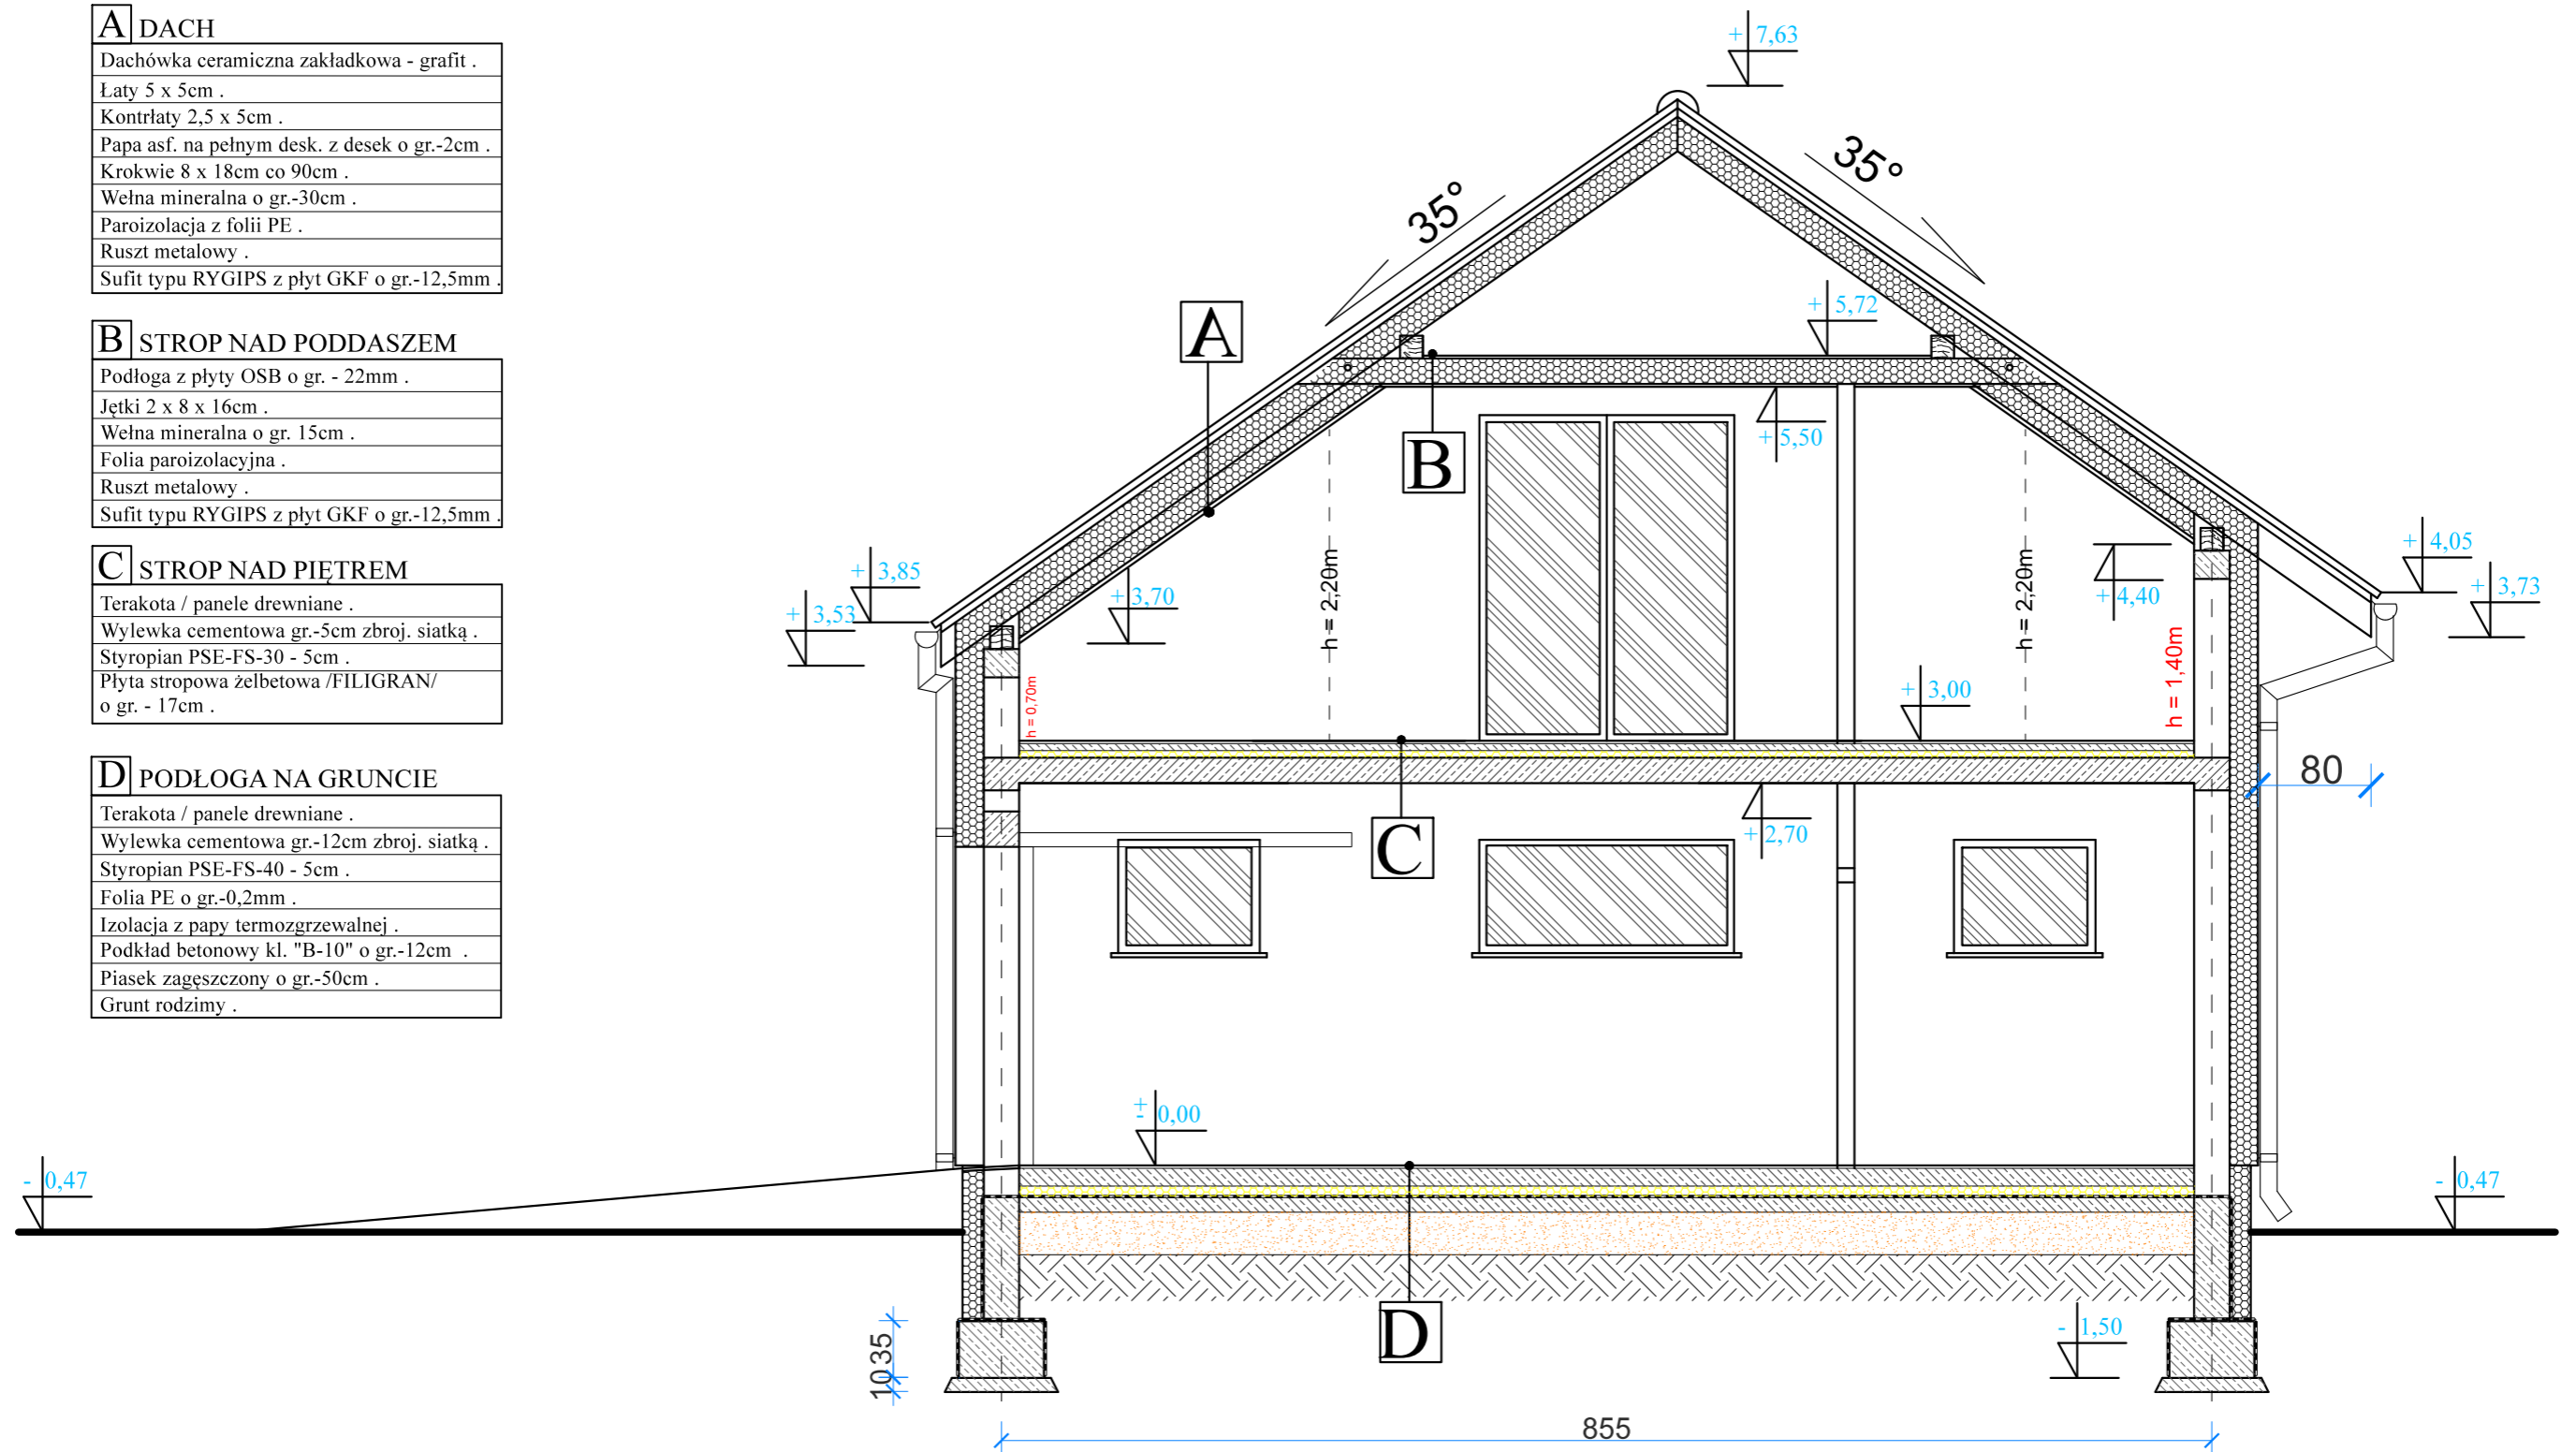 A DACH
Dachówka ceramiczna zakładkowa - grafit .
Łaty 5 x 5cm .
Kontrłaty 2,5 x 5cm .
Papa asf. na pełnym desk. z desek o gr.-2cm .
Krokwie 8 x 18cm co 90cm .
Wełna mineralna o gr.-30cm .
Paroizolacja z folii PE .
Ruszt metalowy .
Sufit typu RYGIPS z płyt GKF o gr.-12,5mm .
B STROP NAD PODDASZEM
Podłoga z płyty OSB o gr. - 22mm .
Jętki 2 x 8 x 16cm .
Wełna mineralna o gr. 15cm .
Folia paroizolacyjna .
Ruszt metalowy .
Sufit typu RYGIPS z płyt GKF o gr.-12,5mm .
C STROP NAD PIĘTREM
Terakota / panele drewniane .
Wylewka cementowa gr.-5cm zbroj. siatką .
Styropian PSE-FS-30 - 5cm .
Płyta stropowa żelbetowa /FILIGRAN/
o gr. - 17cm .
D PODŁOGA NA GRUNCIE
Terakota / panele drewniane .
Wylewka cementowa gr.-12cm zbroj. siatką .
Styropian PSE-FS-40 - 5cm .
Folia PE o gr.-0,2mm .
Izolacja z papy termozgrzewalnej .
Podkład betonowy kl. "B-10" o gr.-12cm .
Piasek zagęszczony o gr.-50cm .
Grunt rodzimy .
+ 7,63
35°
35°
+ 5,72
A
+ 5,50
B
+ 3,85
+ 3,53
+ 3,70
h = 2,20m
h = 2,20m
+ 4,40
+ 4,05
+ 3,73
h = 0,70m
h = 1,40m
+ 3,00
80
+ 2,70
C
+
- 0,00
- 0,47
- 0,47
D
- 1,50
35
10
855